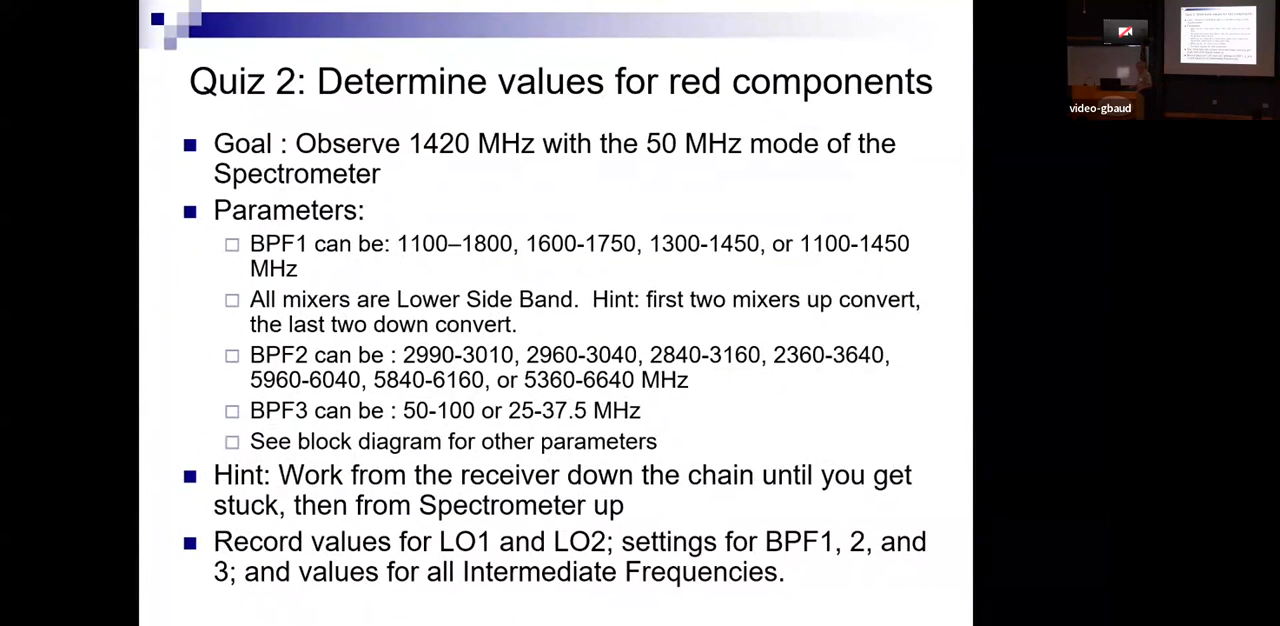 Quiz 2: Determine values for red components
Goal : Observe 1420 MHz with the 50 MHz mode of the
Spectrometer
Parameters:
BPF1 can be: 1100–1800, 1600-1750, 1300-1450, or 1100-1450
MHz
All mixers are Lower Side Band.  Hint: first two mixers up convert,
the last two down convert.
BPF2 can be : 2990-3010, 2960-3040, 2840-3160, 2360-3640,
5960-6040, 5840-6160, or 5360-6640 MHz
BPF3 can be : 50-100 or 25-37.5 MHz
See block diagram for other parameters
Hint: Work from the receiver down the chain until you get
stuck, then from Spectrometer up
Record values for LO1 and LO2; settings for BPF1, 2, and
3; and values for all Intermediate Frequencies.
video-gbaud